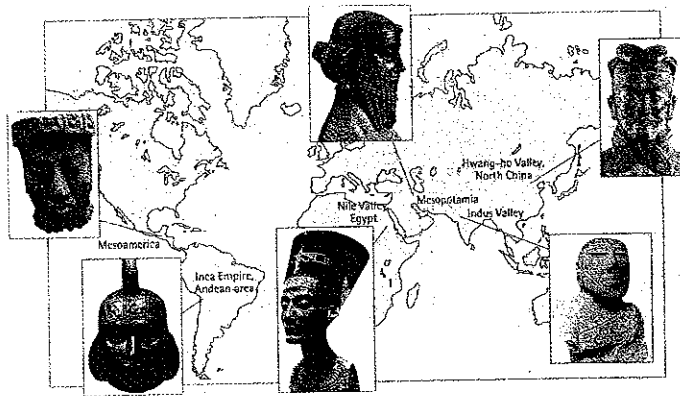 Hwang-ho Valley,
North China
Mesopotamia
Nile Valley,
Egypt
Indus Valley
Mesoamerica
Inca Empire,
Andean area